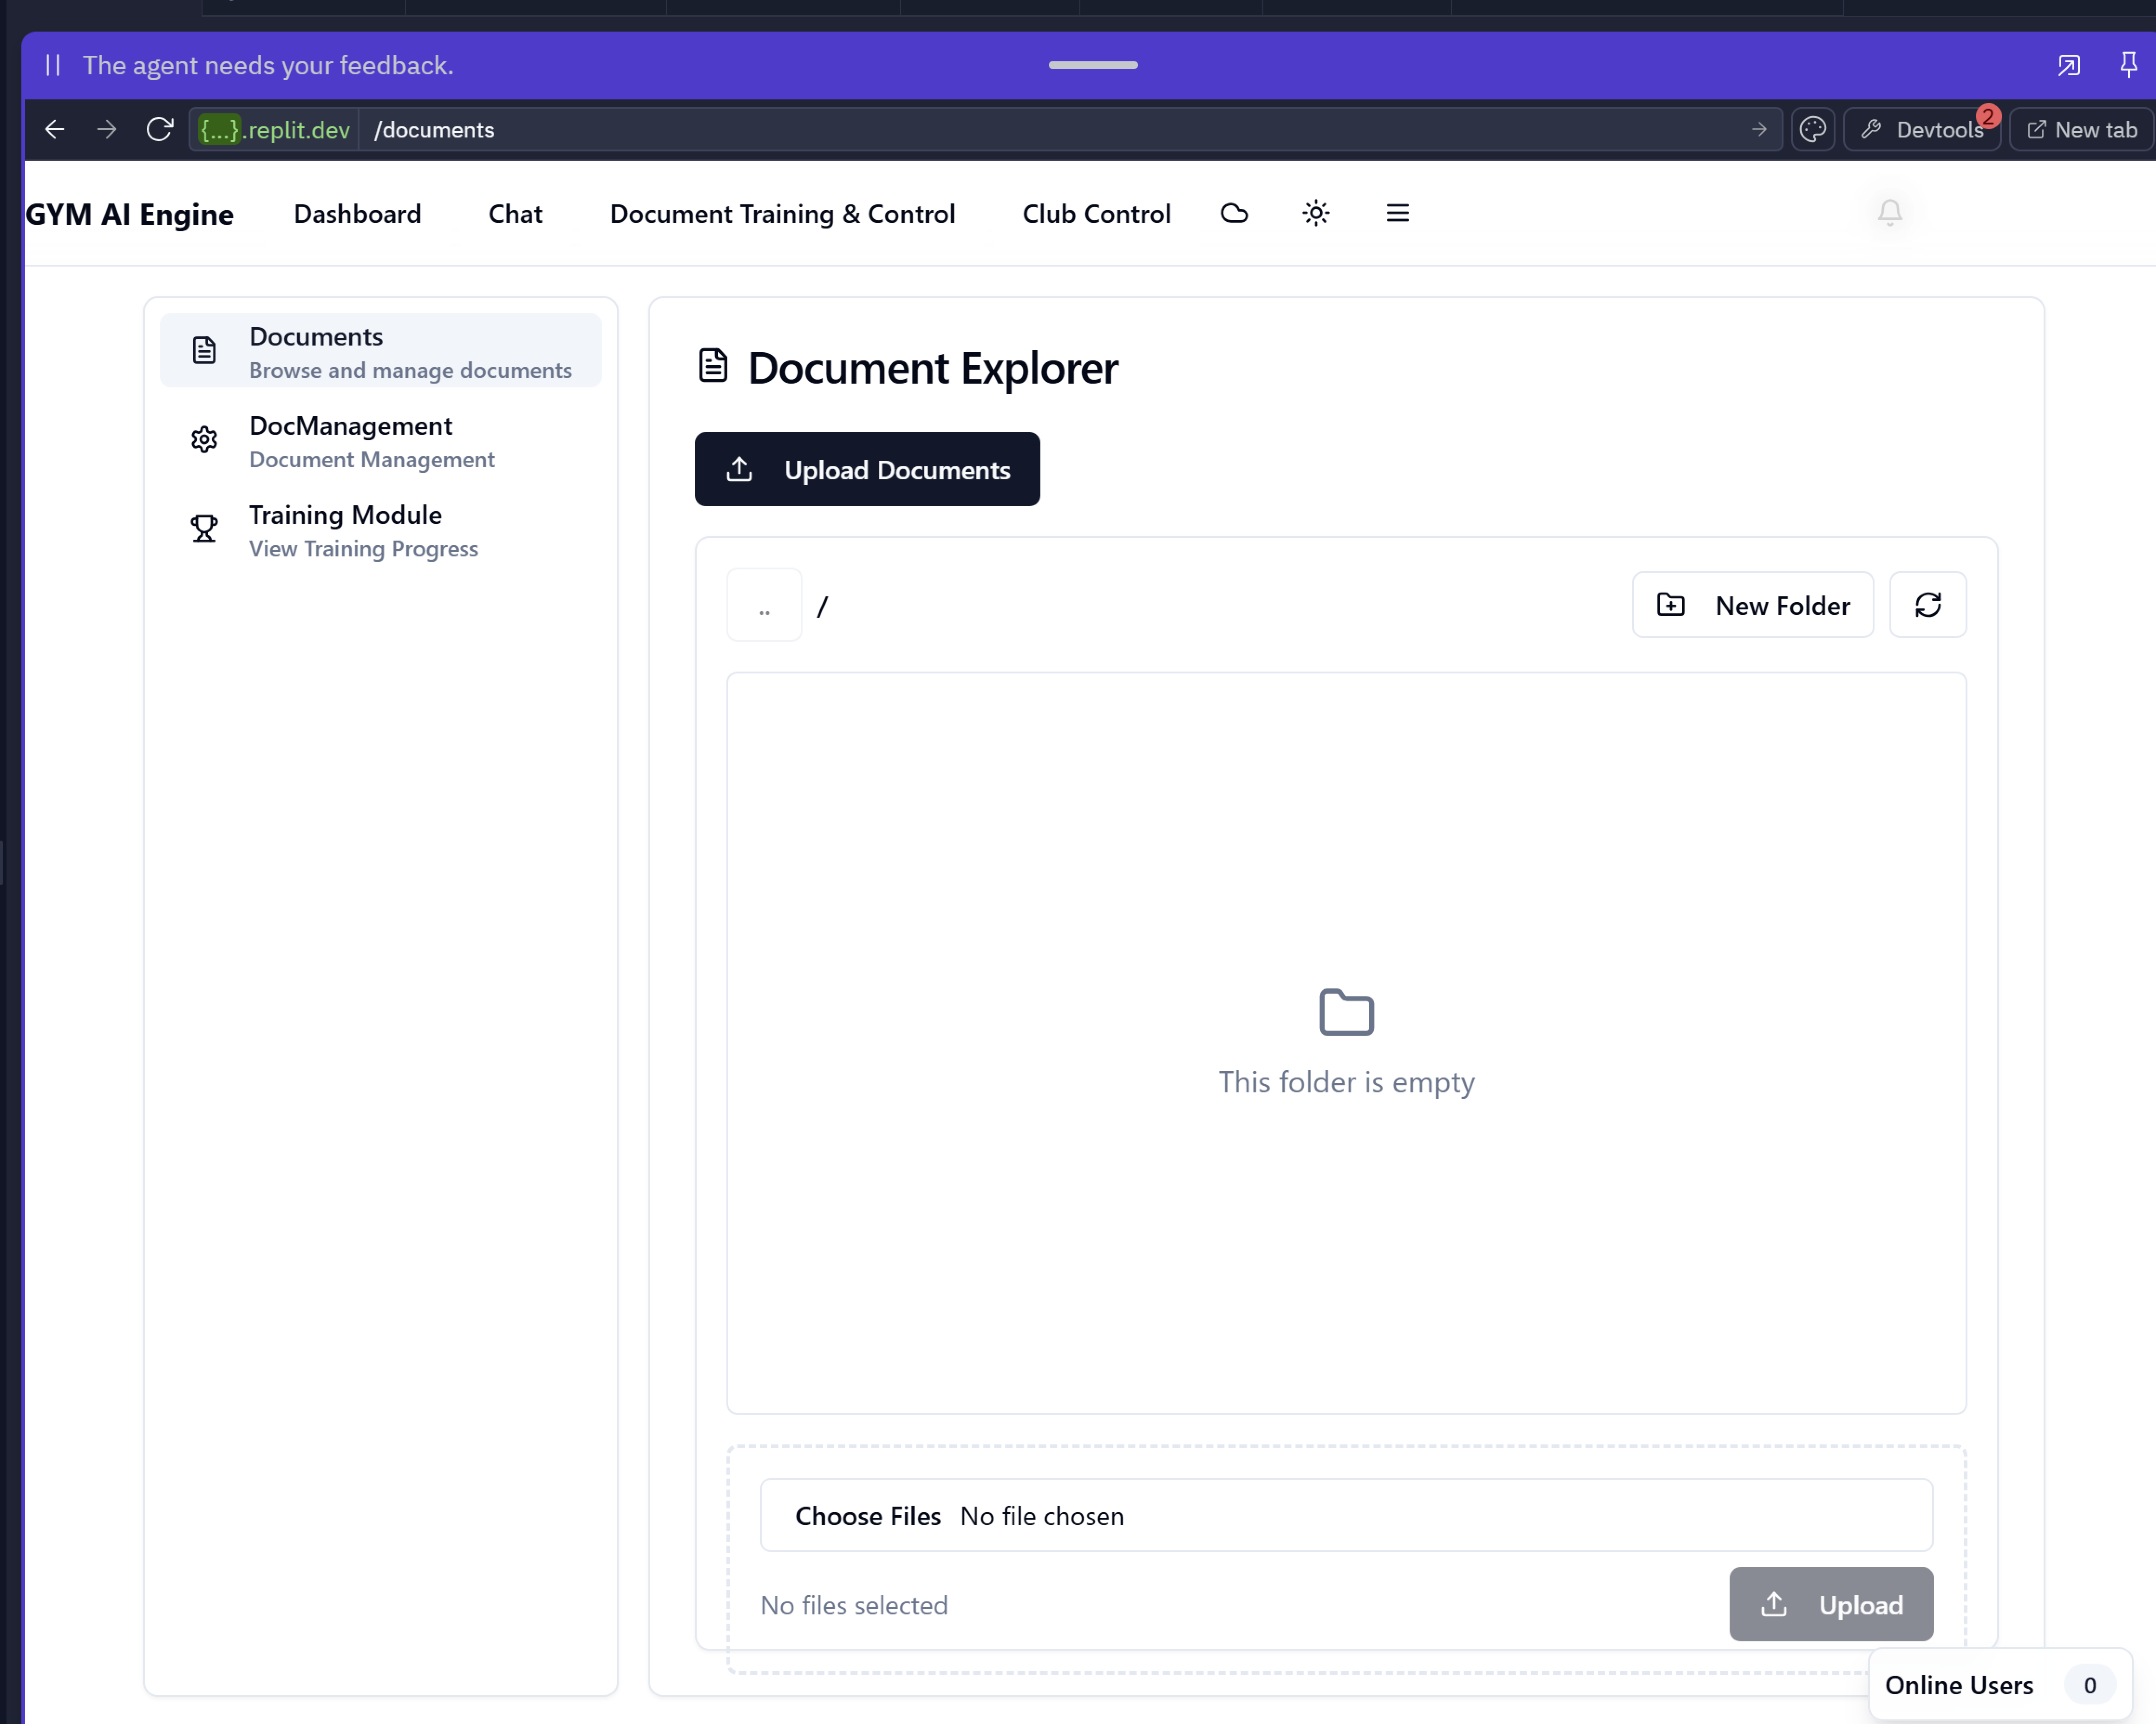 The agent needs your feedback.
{...}.replit.dev /documents
Devtools 2
New tab
GYM AI Engine Dashboard Chat Document Training & Control Club Control
Documents
Browse and manage documents
DocManagement
Document Management
Training Module
View Training Progress
Document Explorer
Upload Documents
.. /
New Folder
This folder is empty
Choose Files No file chosen
No files selected
Upload
Online Users 0